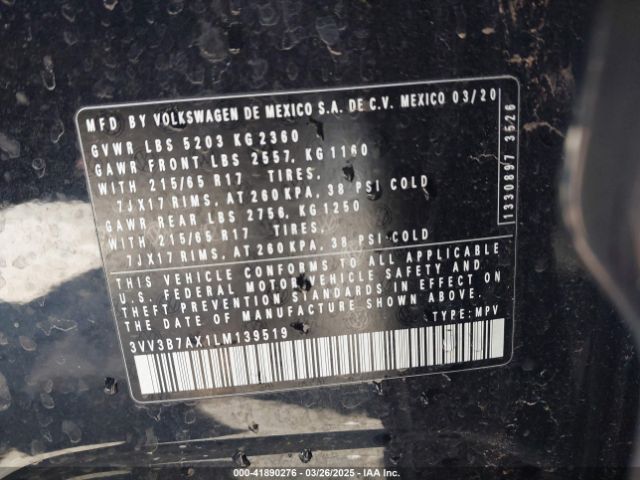 MFD BY VOLKSWAGEN DE MEXICO S.A. DE C.V. MEXICO 03/20
GVWR LBS 5203 KG 2360
GAWR FRONT LBS 2557, KG 1160
WITH 215/65 R17 TIRES.
7JX17 RIMS, AT 260 KPA, 38 PSI COLD
GAWR REAR LBS 2756, KG 1250
WITH 215/65 R17 TIRES.
7JX17 RIMS, AT 260 KPA, 38 PSI COLD
THIS VEHICLE CONFORMS TO ALL APPLICABLE
U.S. FEDERAL MOTOR VEHICLE SAFETY AND
THEFT PREVENTION STANDARDS IN EFFECT ON
THE DATE OF MANUFACTURE SHOWN ABOVE.
3VV3B7AX1LM139519 TYPE: MPV
1330897 3526
000-41890276 • 03/26/2025 • IAA Inc.